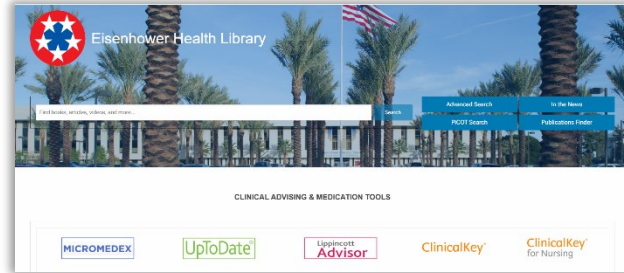 Eisenhower Health Library
Find books, articles, videos, and more...
Search
Advanced Search
In the News
PICOT Search
Publications Finder
CLINICAL ADVISING & MEDICATION TOOLS
MICROMEDEX
UpToDate®
Lippincott
Advisor
ClinicalKey®
ClinicalKey®
for Nursing